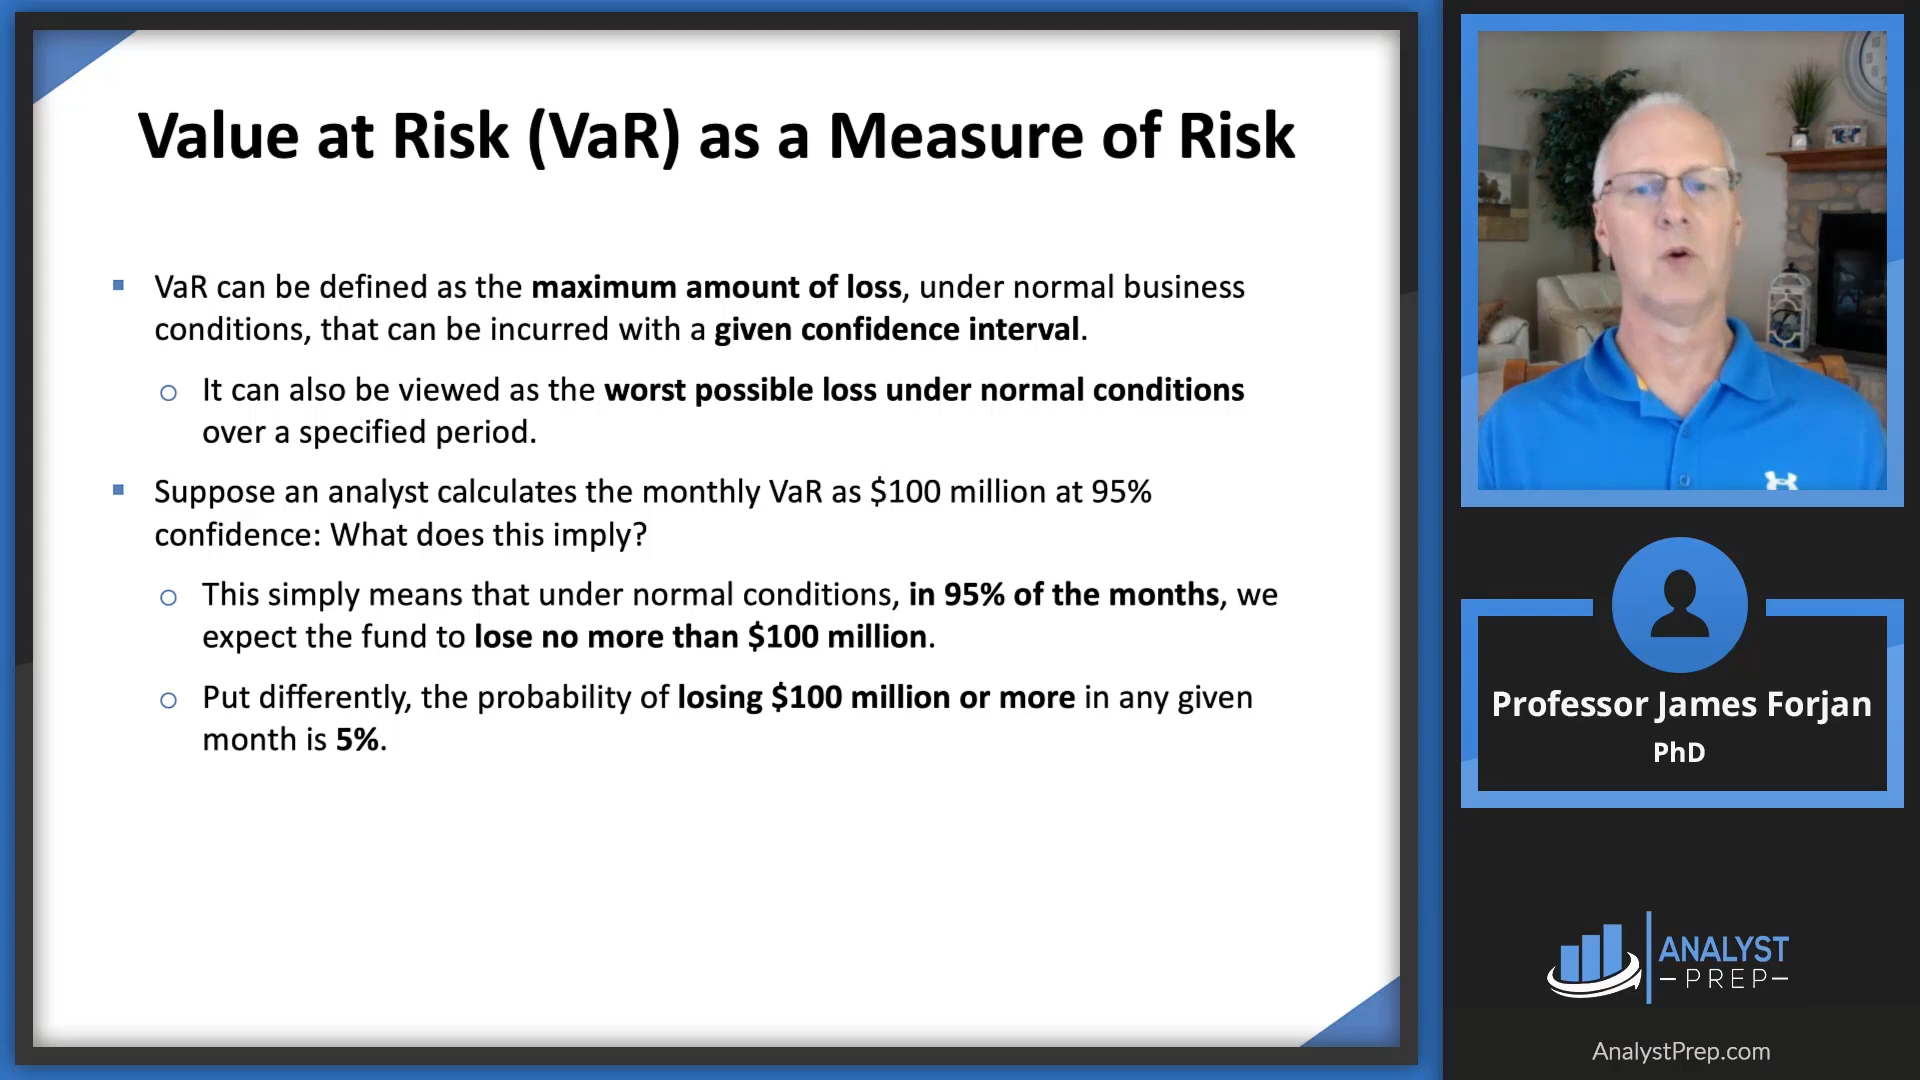 Value at Risk (VaR) as a Measure of Risk
▪ VaR can be defined as the maximum amount of loss, under normal business
conditions, that can be incurred with a given confidence interval.
o It can also be viewed as the worst possible loss under normal conditions
over a specified period.
▪ Suppose an analyst calculates the monthly VaR as $100 million at 95%
confidence: What does this imply?
o This simply means that under normal conditions, in 95% of the months, we
expect the fund to lose no more than $100 million.
o Put differently, the probability of losing $100 million or more in any given
month is 5%.
Professor James Forjan
PhD
ANALYST
PREP
AnalystPrep.com